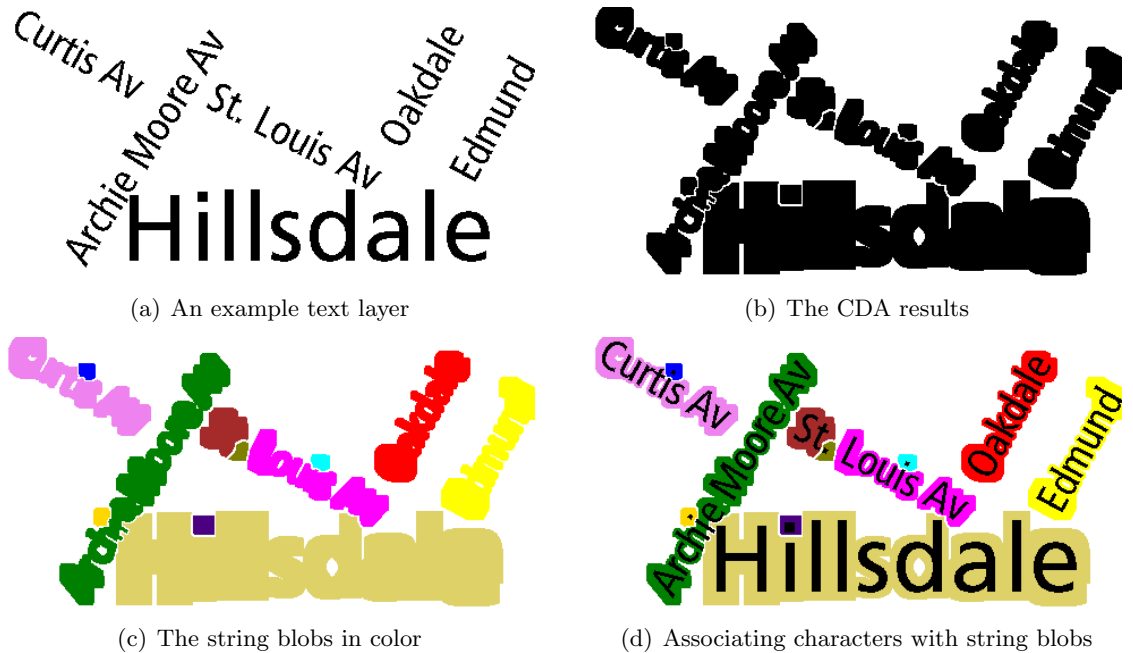 Curtis Av
Archie Moore Av
St. Louis Av
Oakdale
Edmund
Hillsdale
(a) An example text layer
(b) The CDA results
(c) The string blobs in color
Curtis Av
Archie Moore Av
St. Louis Av
Oakdale
Edmund
Hillsdale
(d) Associating characters with string blobs